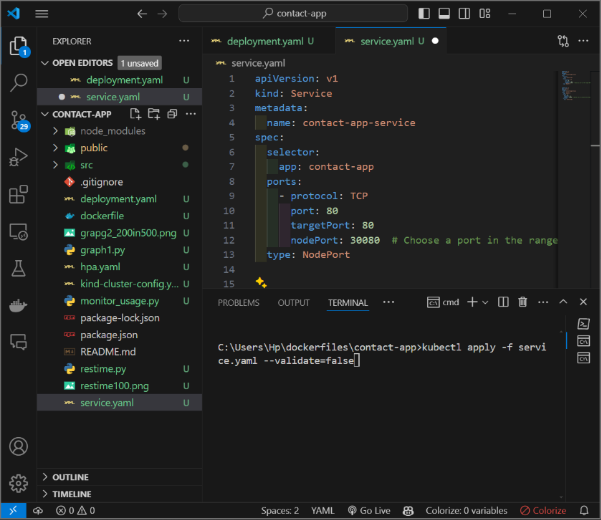 contact-app
EXPLORER
deployment.yaml U
service.yaml
OPEN EDITORS 1 unsaved
deployment.yaml U
service.yaml U
CONTACT-APP
node_modules
public
src
.gitignore
deployment.yaml U
dockerfile U
grapg2_200in500.png U
graph1.py U
hpa.yaml U
kind-cluster-config.y... U
monitor_usage.py U
package-lock.json
package.json
README.md
restime.py U
restime100.png U
service.yaml U
OUTLINE
TIMELINE
1
29
service.yaml
1 apiVersion: v1
2 kind: Service
3 metadata:
4 name: contact-app-service
5 spec:
6 selector:
7 app: contact-app
8 ports:
9 - protocol: TCP
10 port: 80
11 targetPort: 80
12 nodePort: 30080 # Choose a port in the range
13 type: NodePort
14
15
PROBLEMS OUTPUT TERMINAL ... cmd
C:\Users\Hp\dockerfiles\contact-app>kubectl apply -f servi
ce.yaml --validate=false
0 0 Spaces: 2 YAML Go Live Colorize: 0 variables Colorize